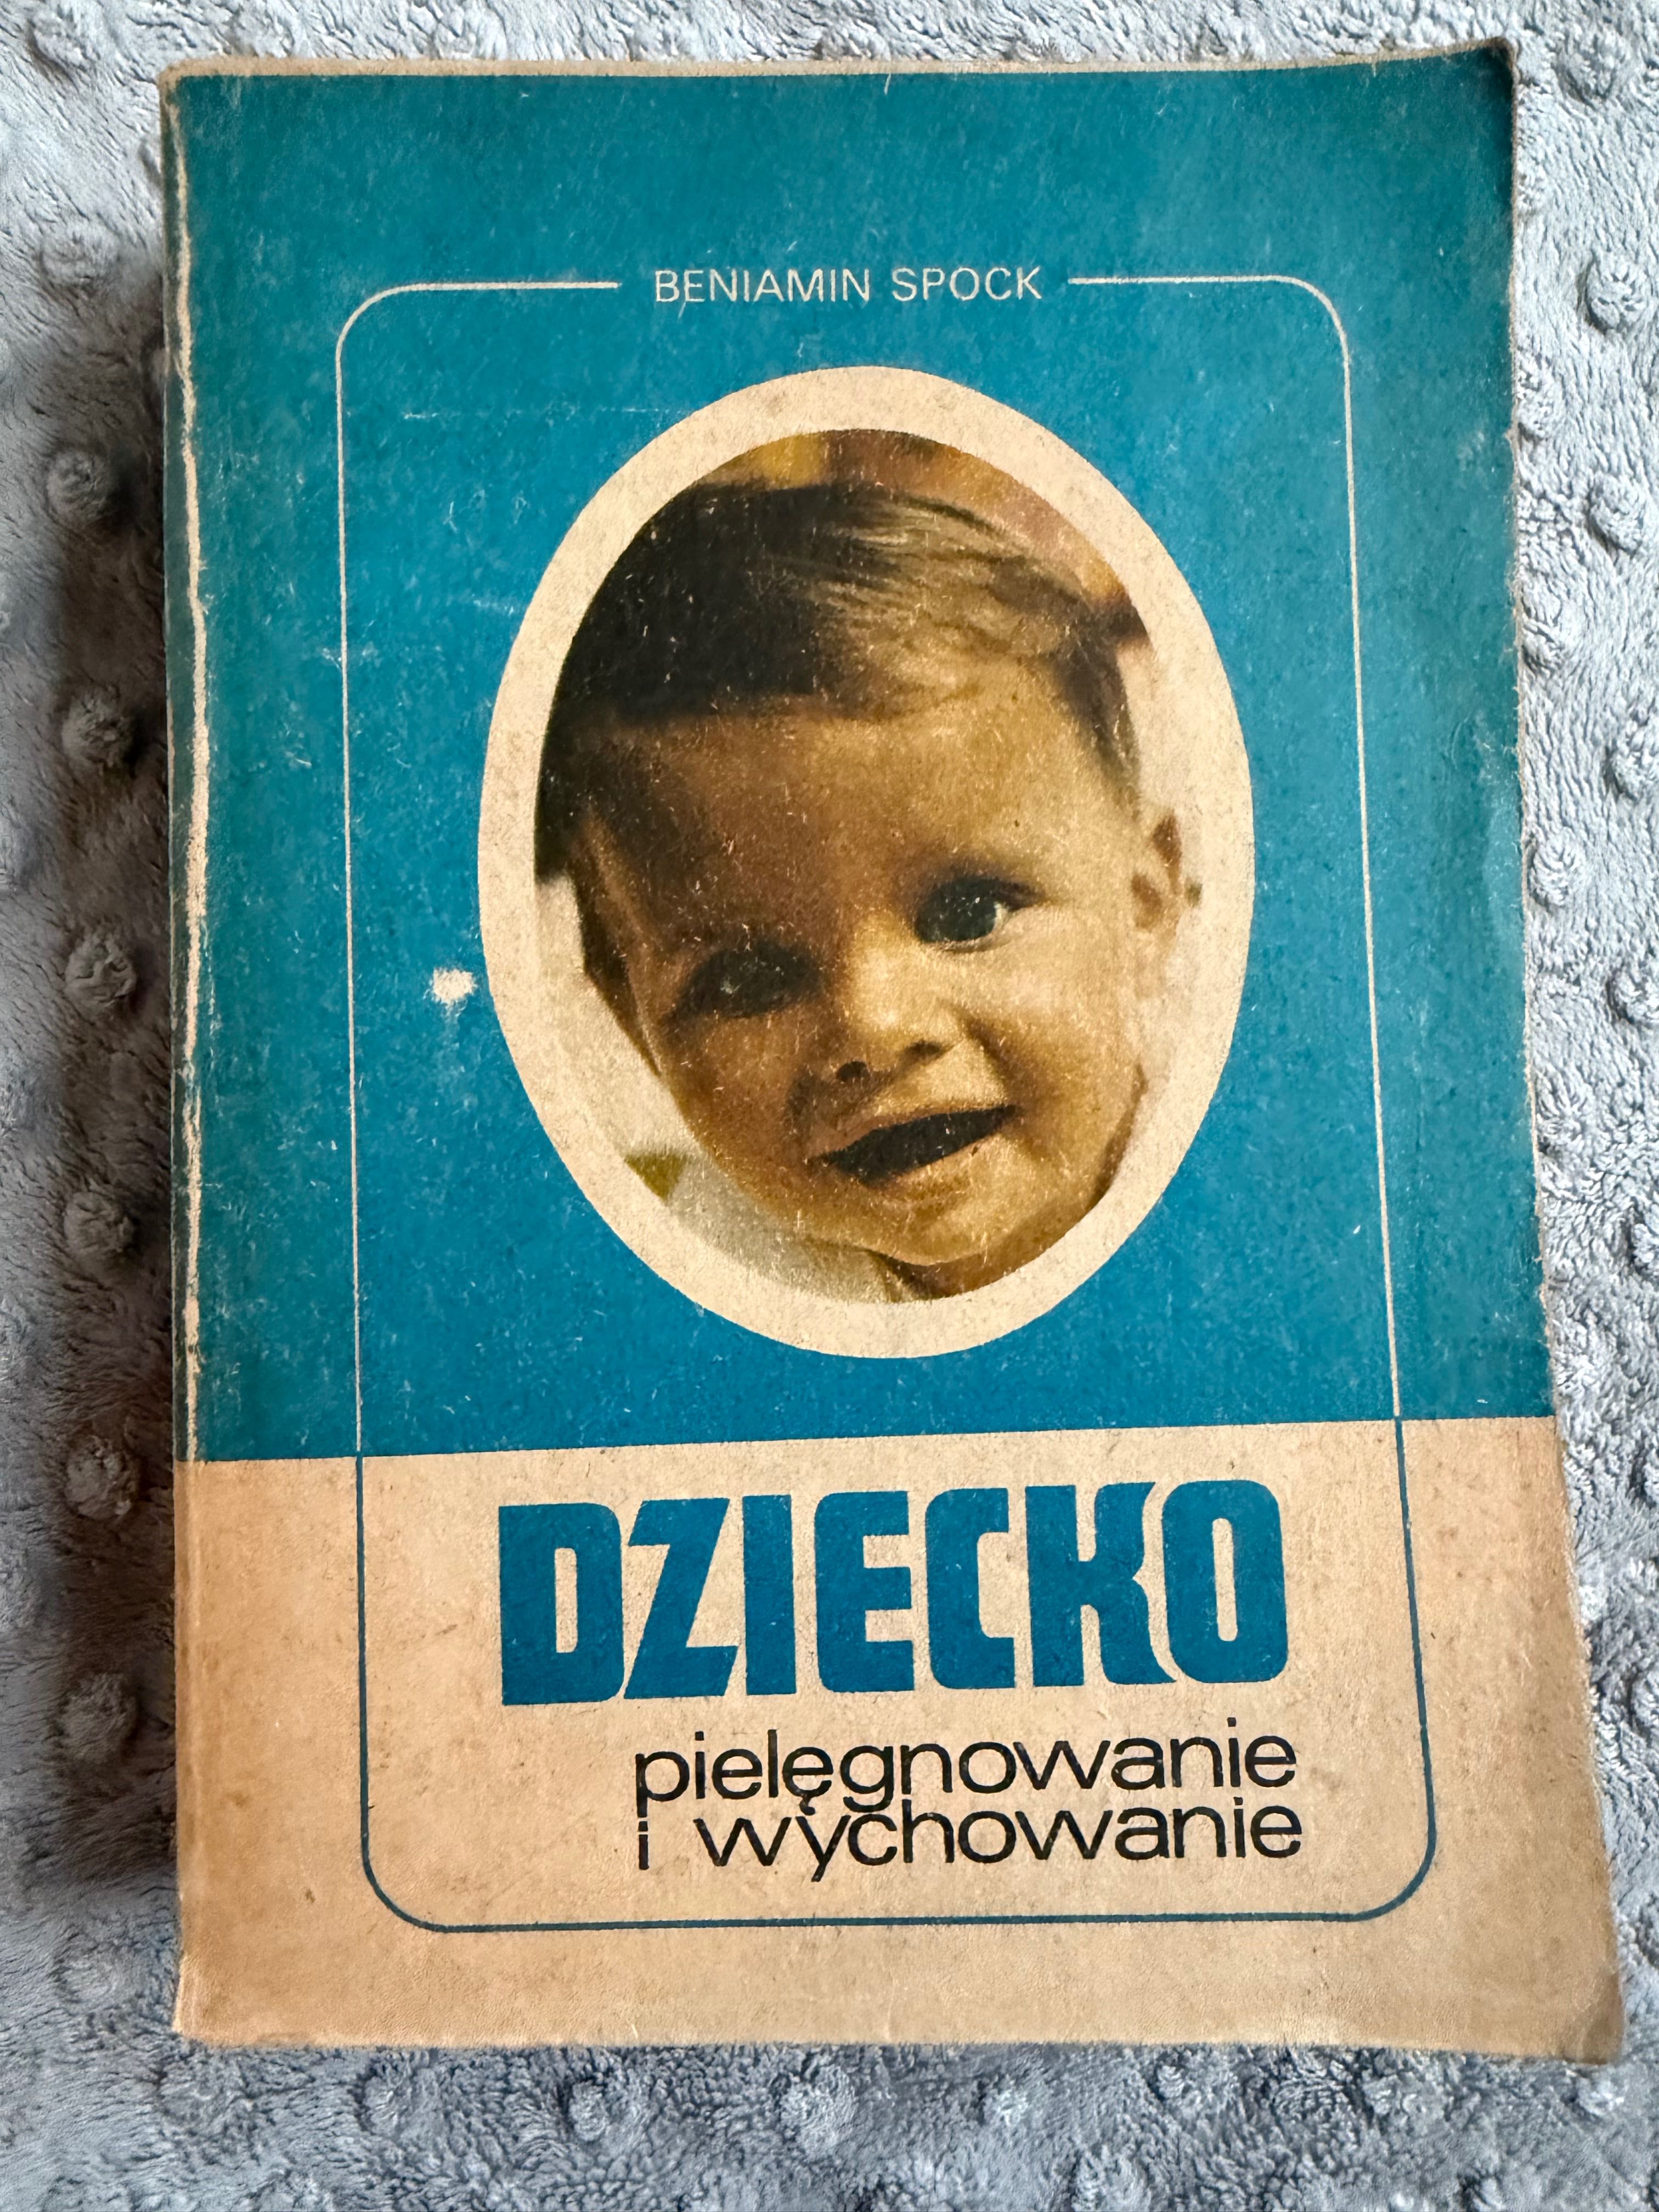 BENIAMIN SPOCK
DZIECKO
pielęgnowanie
i wychowanie